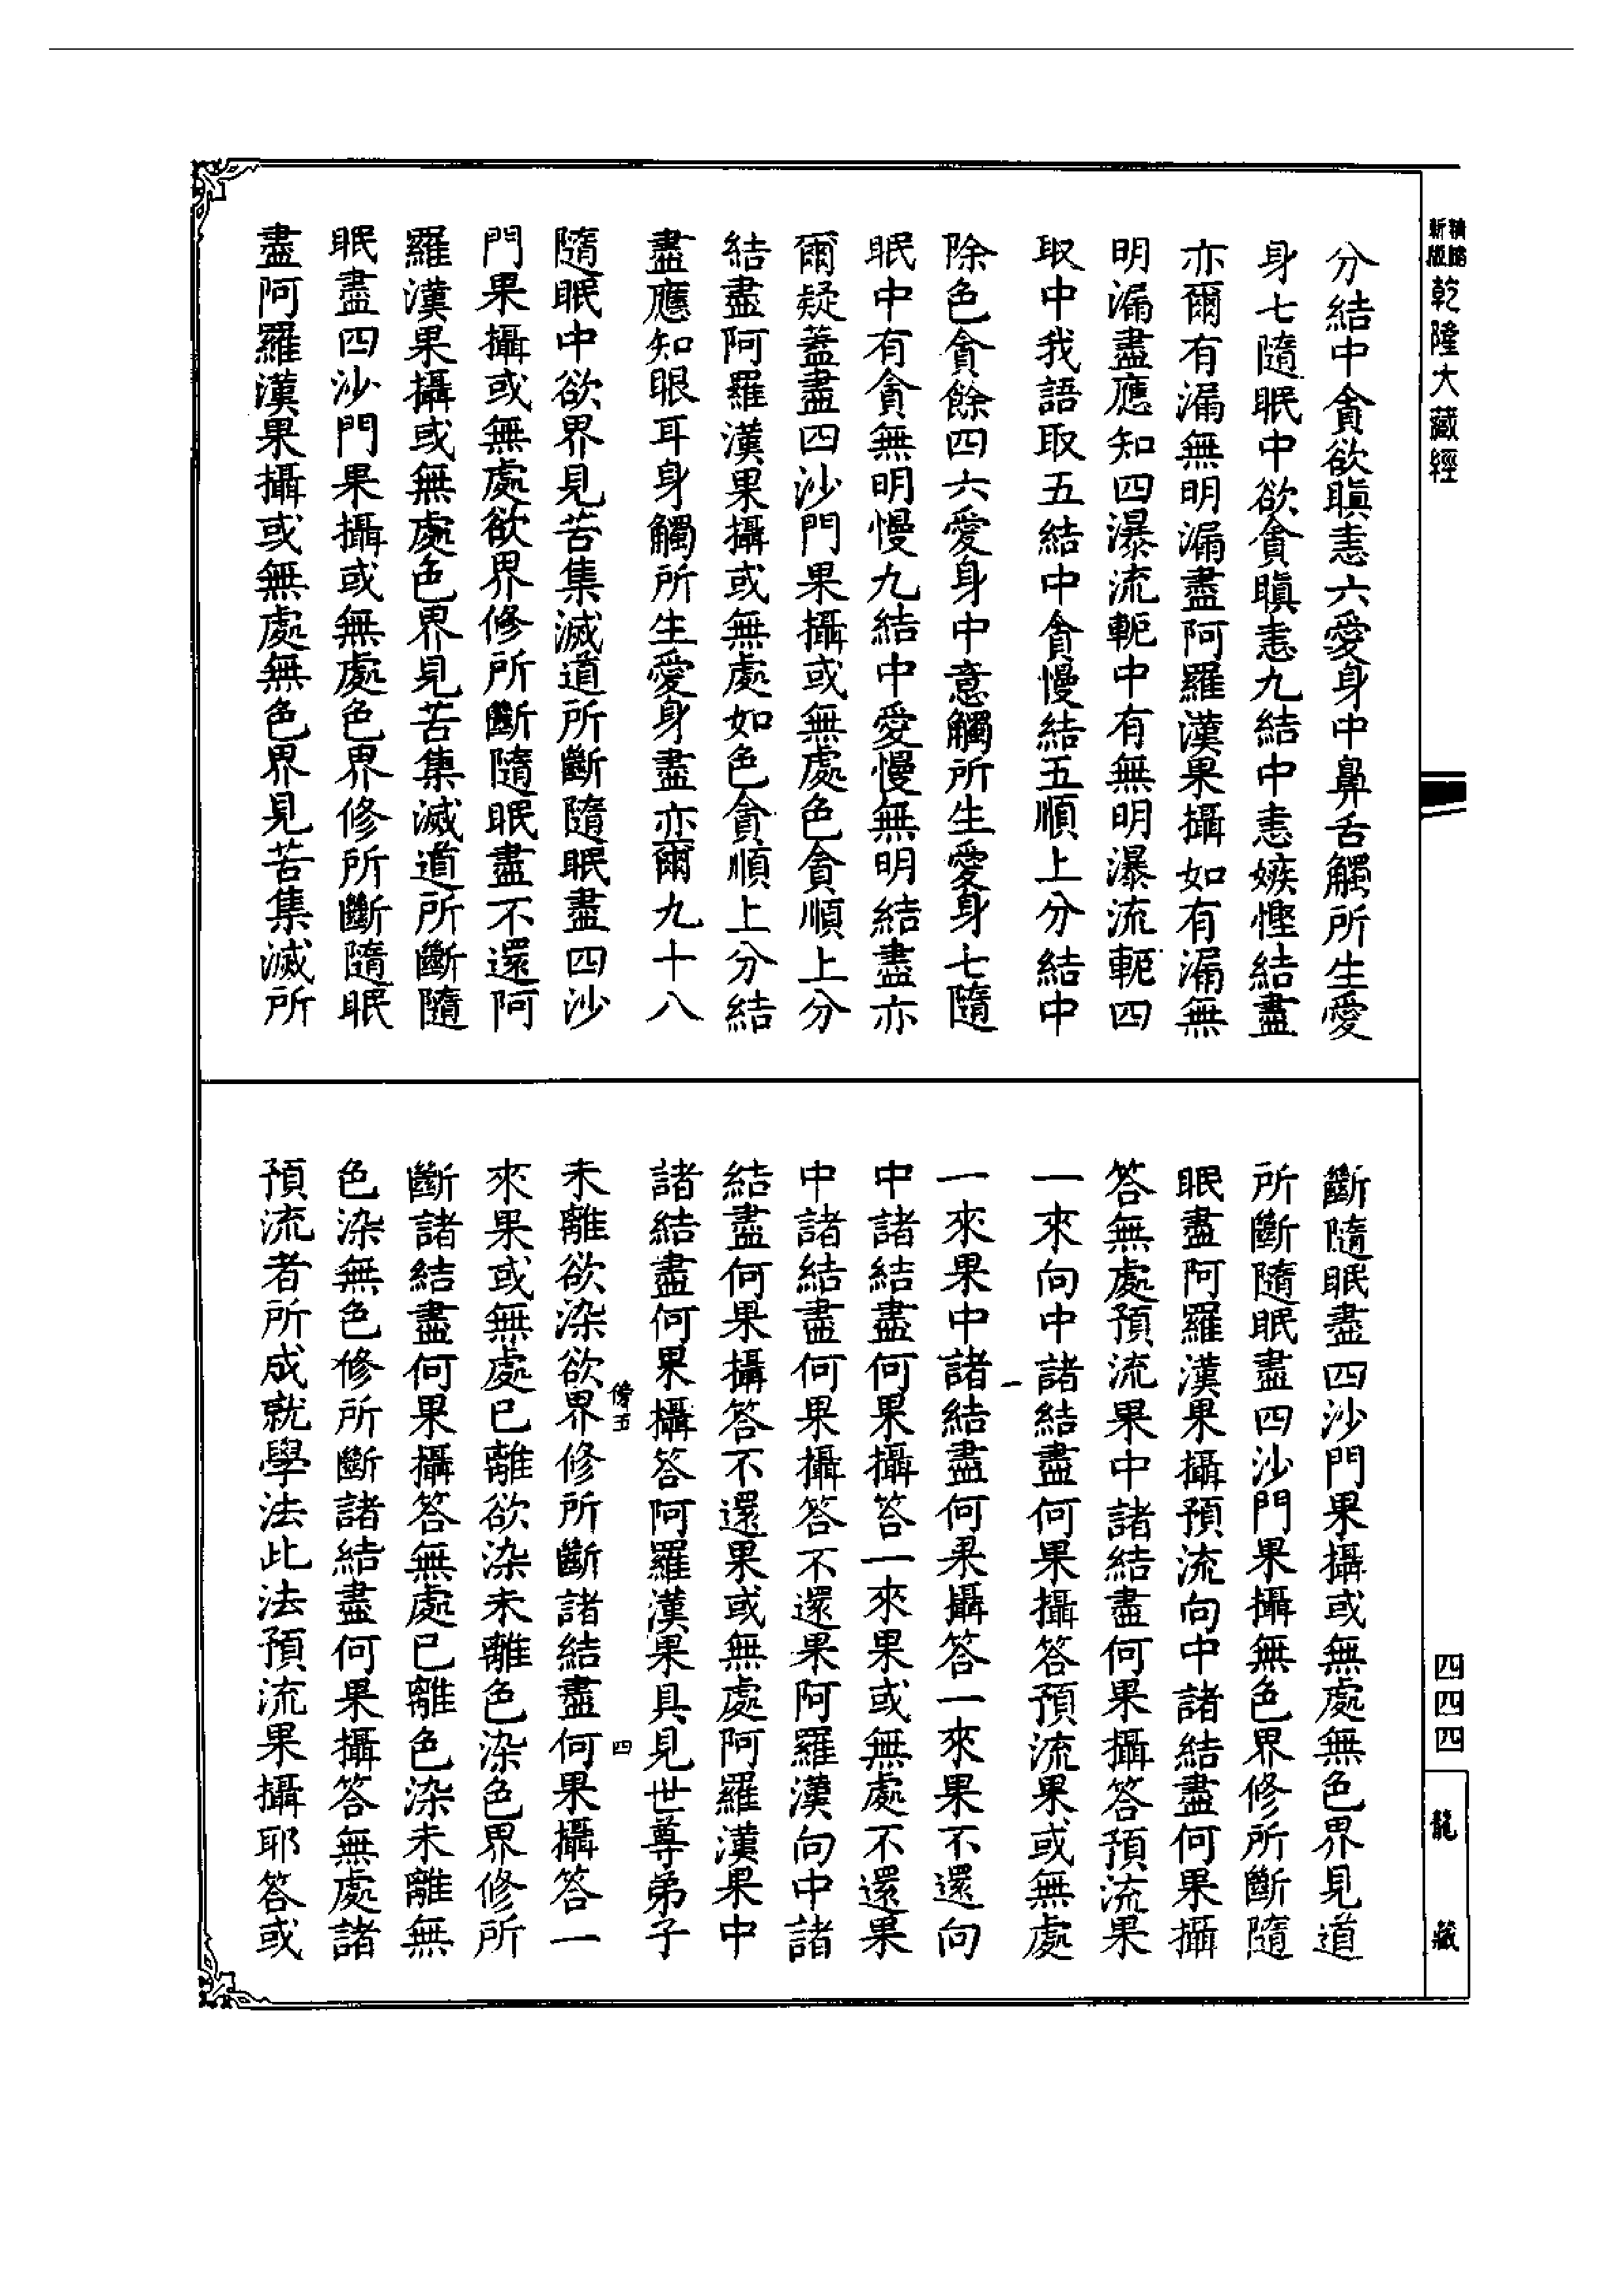 精繕新版乾隆大藏經
分結中貪欲瞋恚六愛身中鼻舌觸所生愛
身七隨眠中欲貪瞋恚九結中恚嫉慳結盡
亦爾有漏無明漏盡阿羅漢果攝如有漏無
明漏盡應知四瀑流軛中有無明瀑流軛四
取中我語取五結中貪慢結五順上分結中
除色貪餘四六愛身中意觸所生愛身七隨
眠中有貪無明慢九結中愛慢無明結盡亦
爾疑蓋盡四沙門果攝或無處色貪順上分
結盡阿羅漢果攝或無處如色貪順上分結
盡應知眼耳身觸所生愛身盡亦爾九十八
隨眠中欲界見苦集滅道所斷隨眠盡四沙
門果攝或無處欲界修所斷隨眠盡不還阿
羅漢果攝或無處色界見苦集滅道所斷隨
眠盡四沙門果攝或無處色界修所斷隨眠
盡阿羅漢果攝或無處無色界見苦集滅所
斷隨眠盡四沙門果攝或無處無色界見道
所斷隨眠盡四沙門果攝無色界修所斷隨
眠盡阿羅漢果攝預流向中諸結盡何果攝
答無處預流果中諸結盡何果攝答預流果
一來向中諸結盡何果攝答預流果或無處
一
一來果中諸結盡何果攝答一來果不還向
中諸結盡何果攝答一來果或無處不還果
中諸結盡何果攝答不還果阿羅漢向中諸
結盡何果攝答不還果或無處阿羅漢果中
諸結盡何果攝答阿羅漢果具見世尊弟子
傍五 四
未離欲染欲界修所斷諸結盡何果攝答一
來果或無處已離欲染未離色染色界修所
斷諸結盡何果攝答無處已離色染未離無
色染無色修所斷諸結盡何果攝答無處諸
預流者所成就學法此法預流果攝耶答或
四四四
龍藏